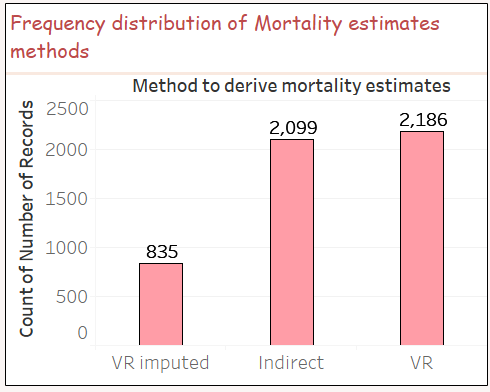 Frequency distribution of Mortality estimates
methods
Method to derive mortality estimates
Count of Number of Records
2500
2000
1500
1000
500
0
835
2,099
2,186
VR imputed
Indirect
VR